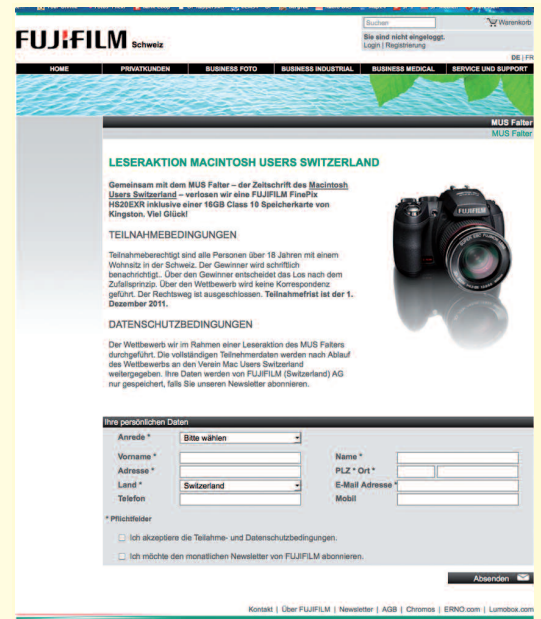 Suchen
Warenkorb
FUJIFILM Schweiz
Sie sind nicht eingeloggt.
Login | Registrierung
DE | FR
HOME PRIVATKUNDEN BUSINESS FOTO BUSINESS INDUSTRIAL BUSINESS MEDICAL SERVICE UND SUPPORT
MUS Falter
MUS Falter
LESERAKTION MACINTOSH USERS SWITZERLAND
Gemeinsam mit dem MUS Falter – der Zeitschrift des Macintosh
Users Switzerland – verlosen wir eine FUJIFILM FinePix
HS20EXR inklusive einer 16GB Class 10 Speicherkarte von
Kingston. Viel Glück!
TEILNAHMEBEDINGUNGEN
Teilnahmeberechtigt sind alle Personen über 18 Jahren mit einem
Wohnsitz in der Schweiz. Der Gewinner wird schriftlich
benachrichtigt.. Über den Gewinner entscheidet das Los nach dem
Zufallsprinzip. Über den Wettbewerb wird keine Korrespondenz
geführt. Der Rechtsweg ist ausgeschlossen. Teilnahmefrist ist der 1.
Dezember 2011.
DATENSCHUTZBEDINGUNGEN
Der Wettbewerb wir im Rahmen einer Leseraktion des MUS Falters
durchgeführt. Die vollständigen Teilnehmerdaten werden nach Ablauf
des Wettbewerbs an den Verein Mac Users Switzerland
weitergegeben. Ihre Daten werden von FUJIFILM (Switzerland) AG
nur gespeichert, falls Sie unseren Newsletter abonnieren.
FUJIFILM
Ihre persönlichen Daten
Anrede * Bitte wählen
Vorname * Name *
Adresse * PLZ * Ort *
Land * Switzerland E-Mail Adresse *
Telefon Mobil
* Pflichtfelder
Ich akzeptiere die Teilahme- und Datenschutzbedingungen.
Ich möchte den monatlichen Newsletter von FUJIFILM abonnieren.
Absenden
Kontakt | Über FUJIFILM | Newsletter | AGB | Chromos | ERNO.com | Lumobox.com